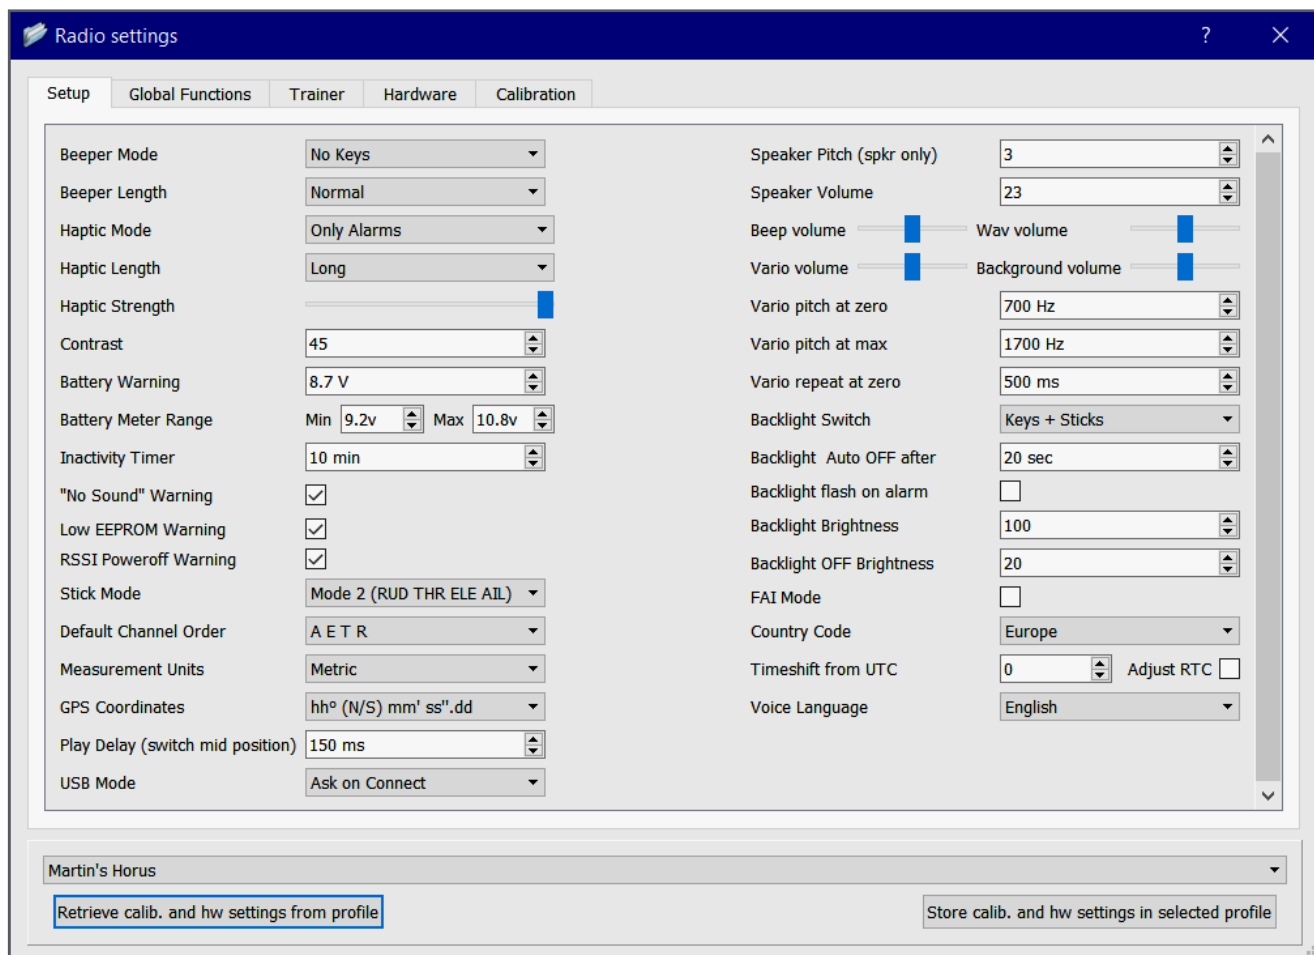 Radio settings
?
Setup Global Functions Trainer Hardware Calibration
Beeper Mode No Keys
Beeper Length Normal
Haptic Mode Only Alarms
Haptic Length Long
Haptic Strength
Contrast 45
Battery Warning 8.7 V
Battery Meter Range Min 9.2v Max 10.8v
Inactivity Timer 10 min
"No Sound" Warning
Low EEPROM Warning
RSSI Poweroff Warning
Stick Mode Mode 2 (RUD THR ELE AIL)
Default Channel Order A E T R
Measurement Units Metric
GPS Coordinates hhº (N/S) mm' ss".dd
Play Delay (switch mid position) 150 ms
USB Mode Ask on Connect
Speaker Pitch (spkr only) 3
Speaker Volume 23
Beep volume Wav volume
Vario volume Background volume
Vario pitch at zero 700 Hz
Vario pitch at max 1700 Hz
Vario repeat at zero 500 ms
Backlight Switch Keys + Sticks
Backlight  Auto OFF after 20 sec
Backlight flash on alarm
Backlight Brightness 100
Backlight OFF Brightness 20
FAI Mode
Country Code Europe
Timeshift from UTC 0 Adjust RTC
Voice Language English
Martin's Horus
Retrieve calib. and hw settings from profile
Store calib. and hw settings in selected profile